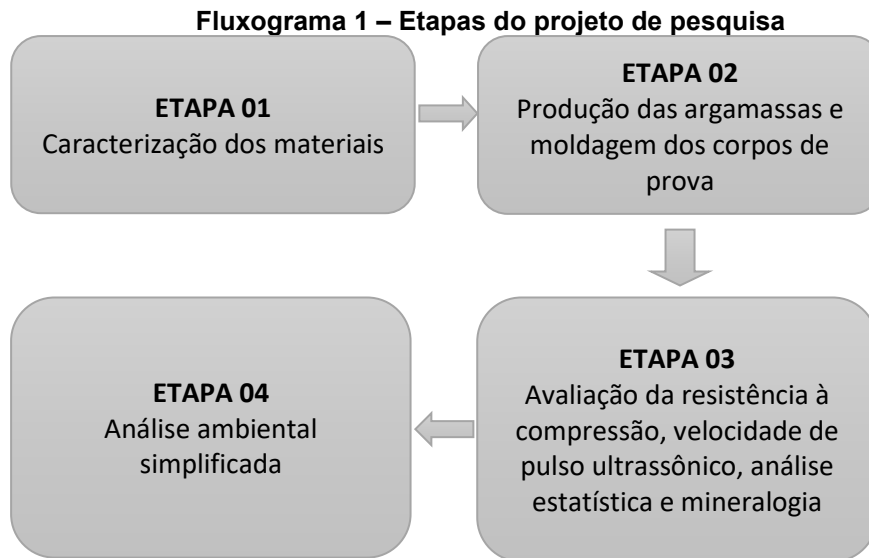 Fluxograma 1 – Etapas do projeto de pesquisa
ETAPA 01
Caracterização dos materiais
ETAPA 02
Produção das argamassas e
moldagem dos corpos de
prova
ETAPA 03
Avaliação da resistência à
compressão, velocidade de
pulso ultrassônico, análise
estatística e mineralogia
ETAPA 04
Análise ambiental
simplificada